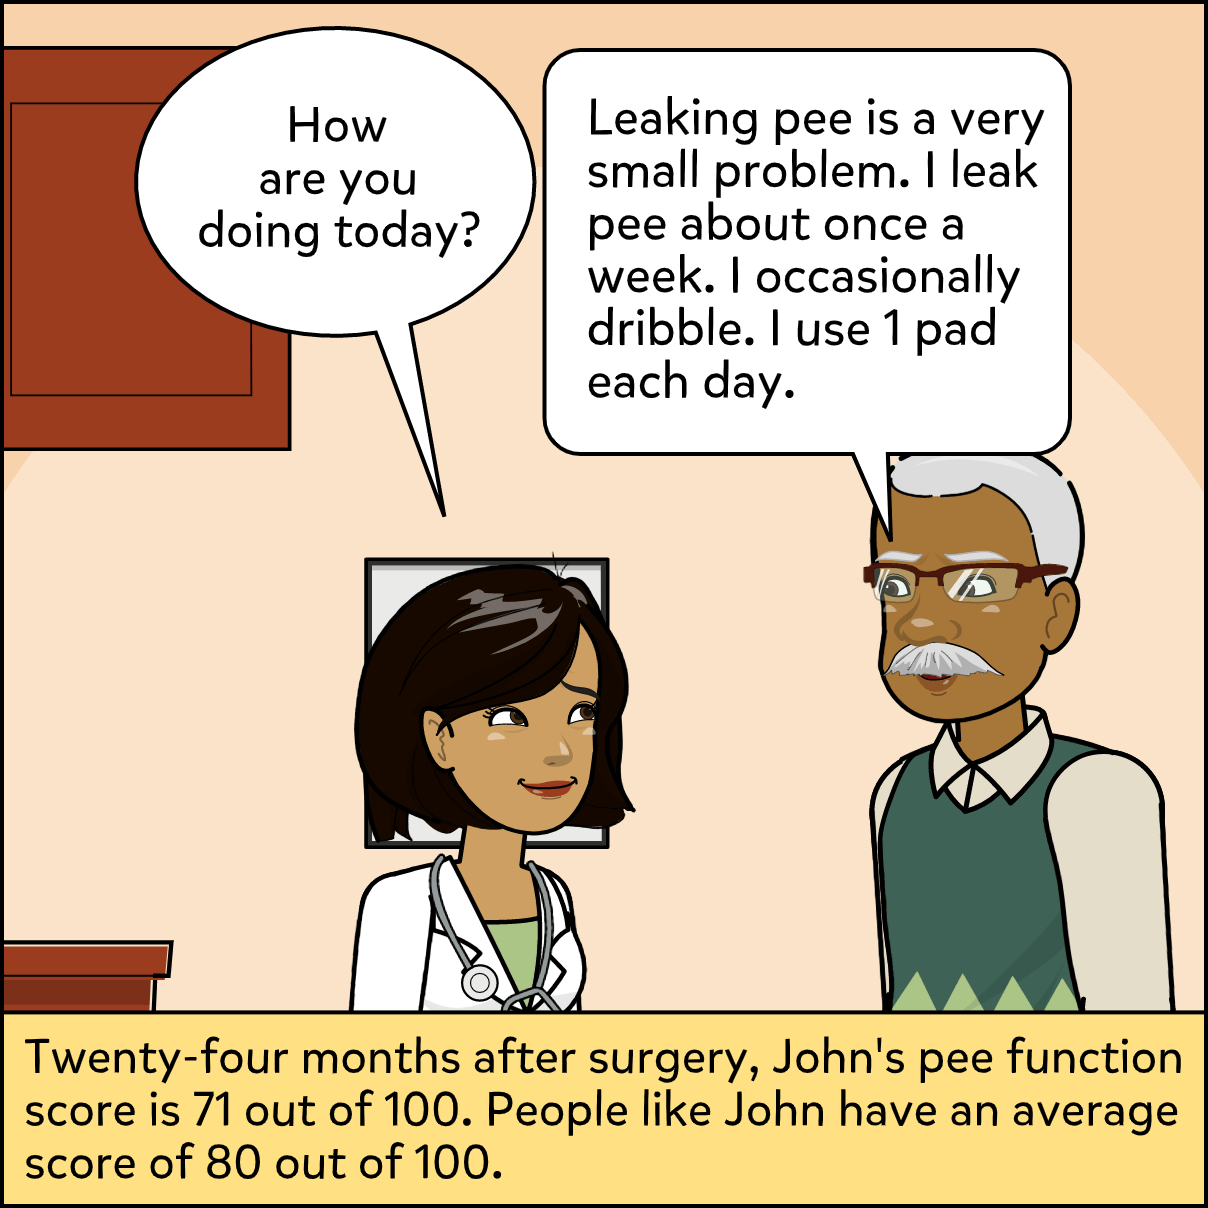 How
are you
doing today?
Leaking pee is a very
small problem. I leak
pee about once a
week. I occasionally
dribble. I use 1 pad
each day.
Twenty-four months after surgery, John's pee function
score is 71 out of 100. People like John have an average
score of 80 out of 100.